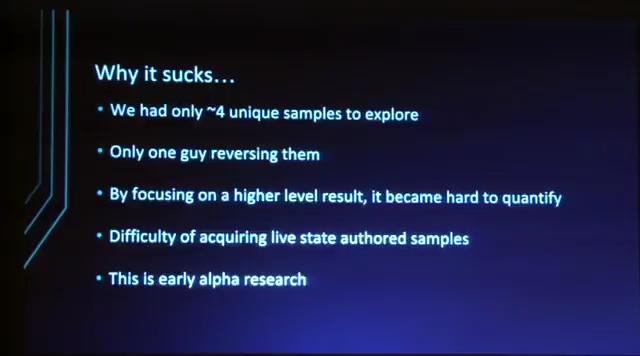 Why it sucks...
• We had only ~4 unique samples to explore
• Only one guy reversing them
• By focusing on a higher level result, it became hard to quantify
• Difficulty of acquiring live state authored samples
• This is early alpha research